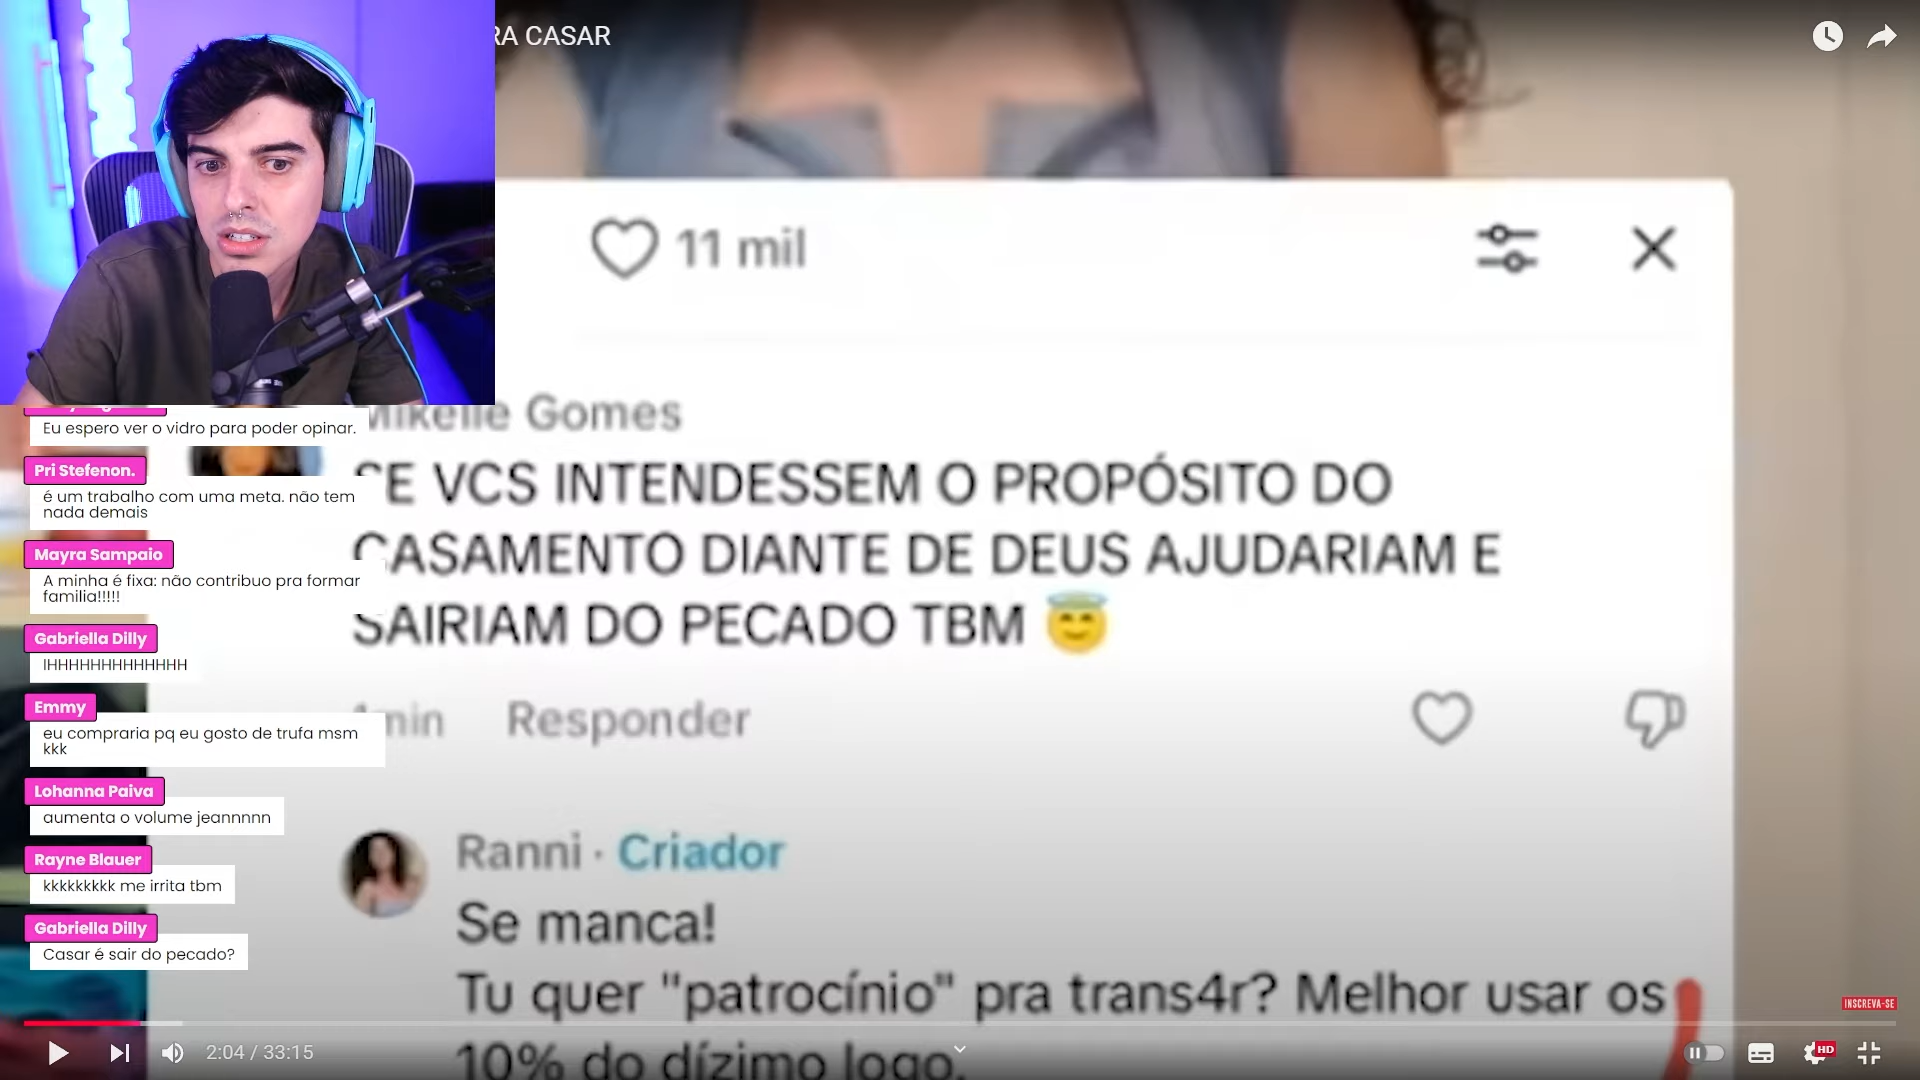 RA CASAR
11 mil
Mikelle Gomes
SE VCS INTENDESSEM O PROPÓSITO DO
CASAMENTO DIANTE DE DEUS AJUDARIAM E
SAIRIAM DO PECADO TBM 😇
Responder
Ranni · Criador
Se manca!
Tu quer "patrocínio" pra trans4r? Melhor usar os
10% do dízimo logo.
Eu espero ver o vidro para poder opinar.
Pri Stefenon.
é um trabalho com uma meta. não tem
nada demais
Mayra Sampaio
A minha é fixa: não contribuo pra formar
familia!!!!!
Gabriella Dilly
IHHHHHHHHHHHHH
Emmy
eu compraria pq eu gosto de trufa msm
kkk
Lohanna Paiva
aumenta o volume jeannnnn
Rayne Blauer
kkkkkkkkk me irrita tbm
Gabriella Dilly
Casar é sair do pecado?
INSCREVA-SE
2:04 / 33:15
HD